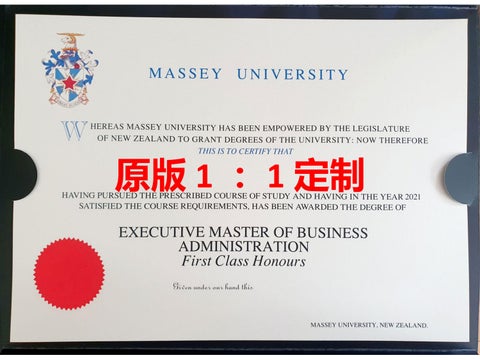 MASSEY UNIVERSITY
WHEREAS MASSEY UNIVERSITY HAS BEEN EMPOWERED BY THE LEGISLATURE
OF NEW ZEALAND TO GRANT DEGREES OF THE UNIVERSITY: NOW THEREFORE
THIS IS TO CERTIFY THAT
原版 1 : 1 定制
HAVING PURSUED THE PRESCRIBED COURSE OF STUDY AND HAVING IN THE YEAR 2021
SATISFIED THE COURSE REQUIREMENTS, HAS BEEN AWARDED THE DEGREE OF
EXECUTIVE MASTER OF BUSINESS
ADMINISTRATION
First Class Honours
Given under our hand this
MASSEY UNIVERSITY, NEW ZEALAND.